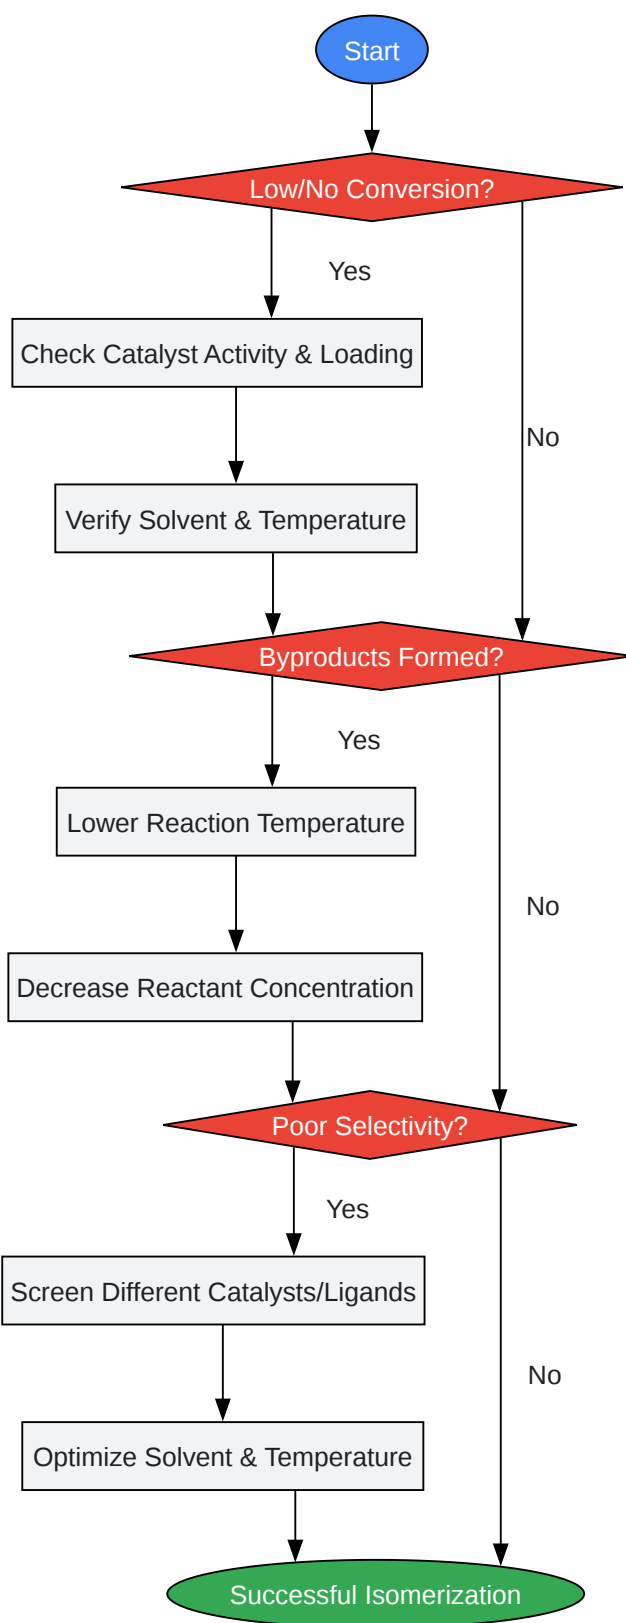 Start
Low/No Conversion?
Yes
Check Catalyst Activity & Loading
No
Verify Solvent & Temperature
Byproducts Formed?
Yes
Lower Reaction Temperature
No
Decrease Reactant Concentration
Poor Selectivity?
Yes
Screen Different Catalysts/Ligands
No
Optimize Solvent & Temperature
Successful Isomerization